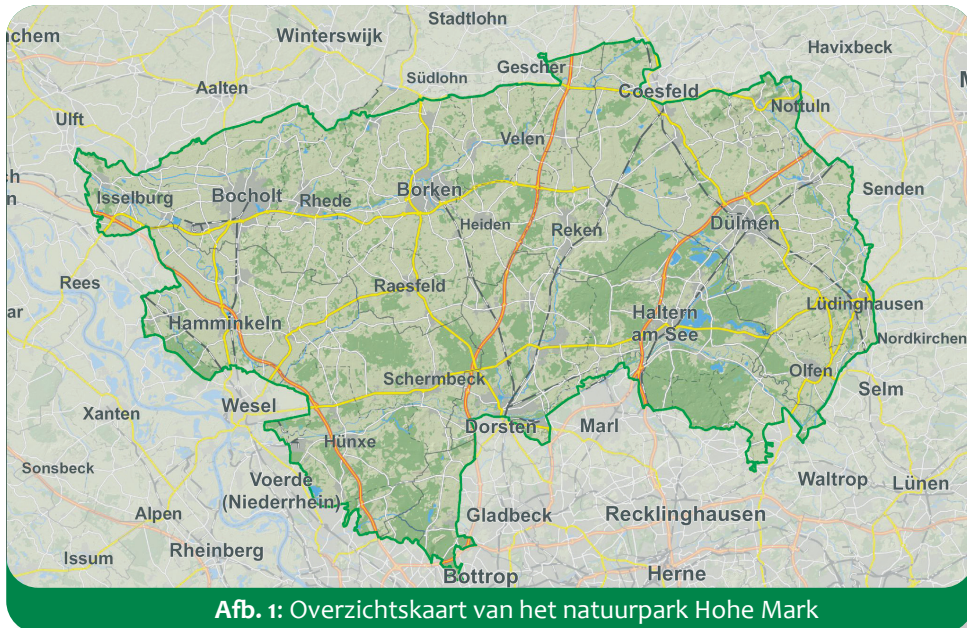 Stadtlohn
chem
Winterswijk
Havixbeck
M
Gescher
Südlohn
Aalten
Coesfeld
Nottuln
Ulft
Velen
ch
n
Isselburg
Bocholt
Rhede
Borken
Senden
Heiden
Reken
Dülmen
Rees
Raesfeld
ar
Hamminkeln
Haltern
am See
Lüdinghausen
Nordkirchen
Schermbeck
Olfen
Selm
Wesel
Xanten
Dorsten
Marl
Hünxe
Sonsbeck
Voerde
(Niederrhein)
Waltrop
Lünen
Alpen
Gladbeck
Recklinghausen
Issum
Rheinberg
Bottrop
Herne
Afb. 1: Overzichtskaart van het natuurpark Hohe Mark